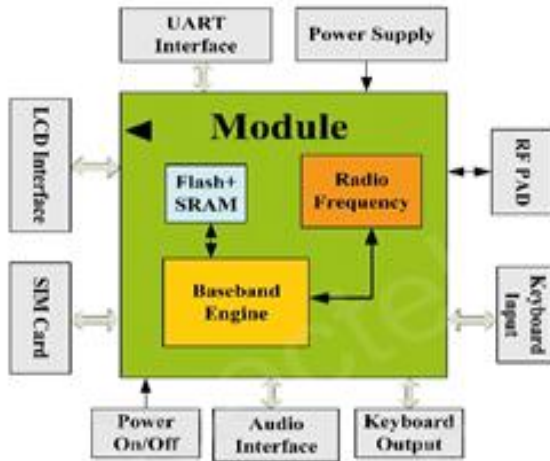 UART
Interface
Power Supply
LCD Interface
Module
RF PAD
Flash+
SRAM
Radio
Frequency
SIM Card
Baseband
Engine
Keyboard
Input
Power
On/Off
Audio
Interface
Keyboard
Output